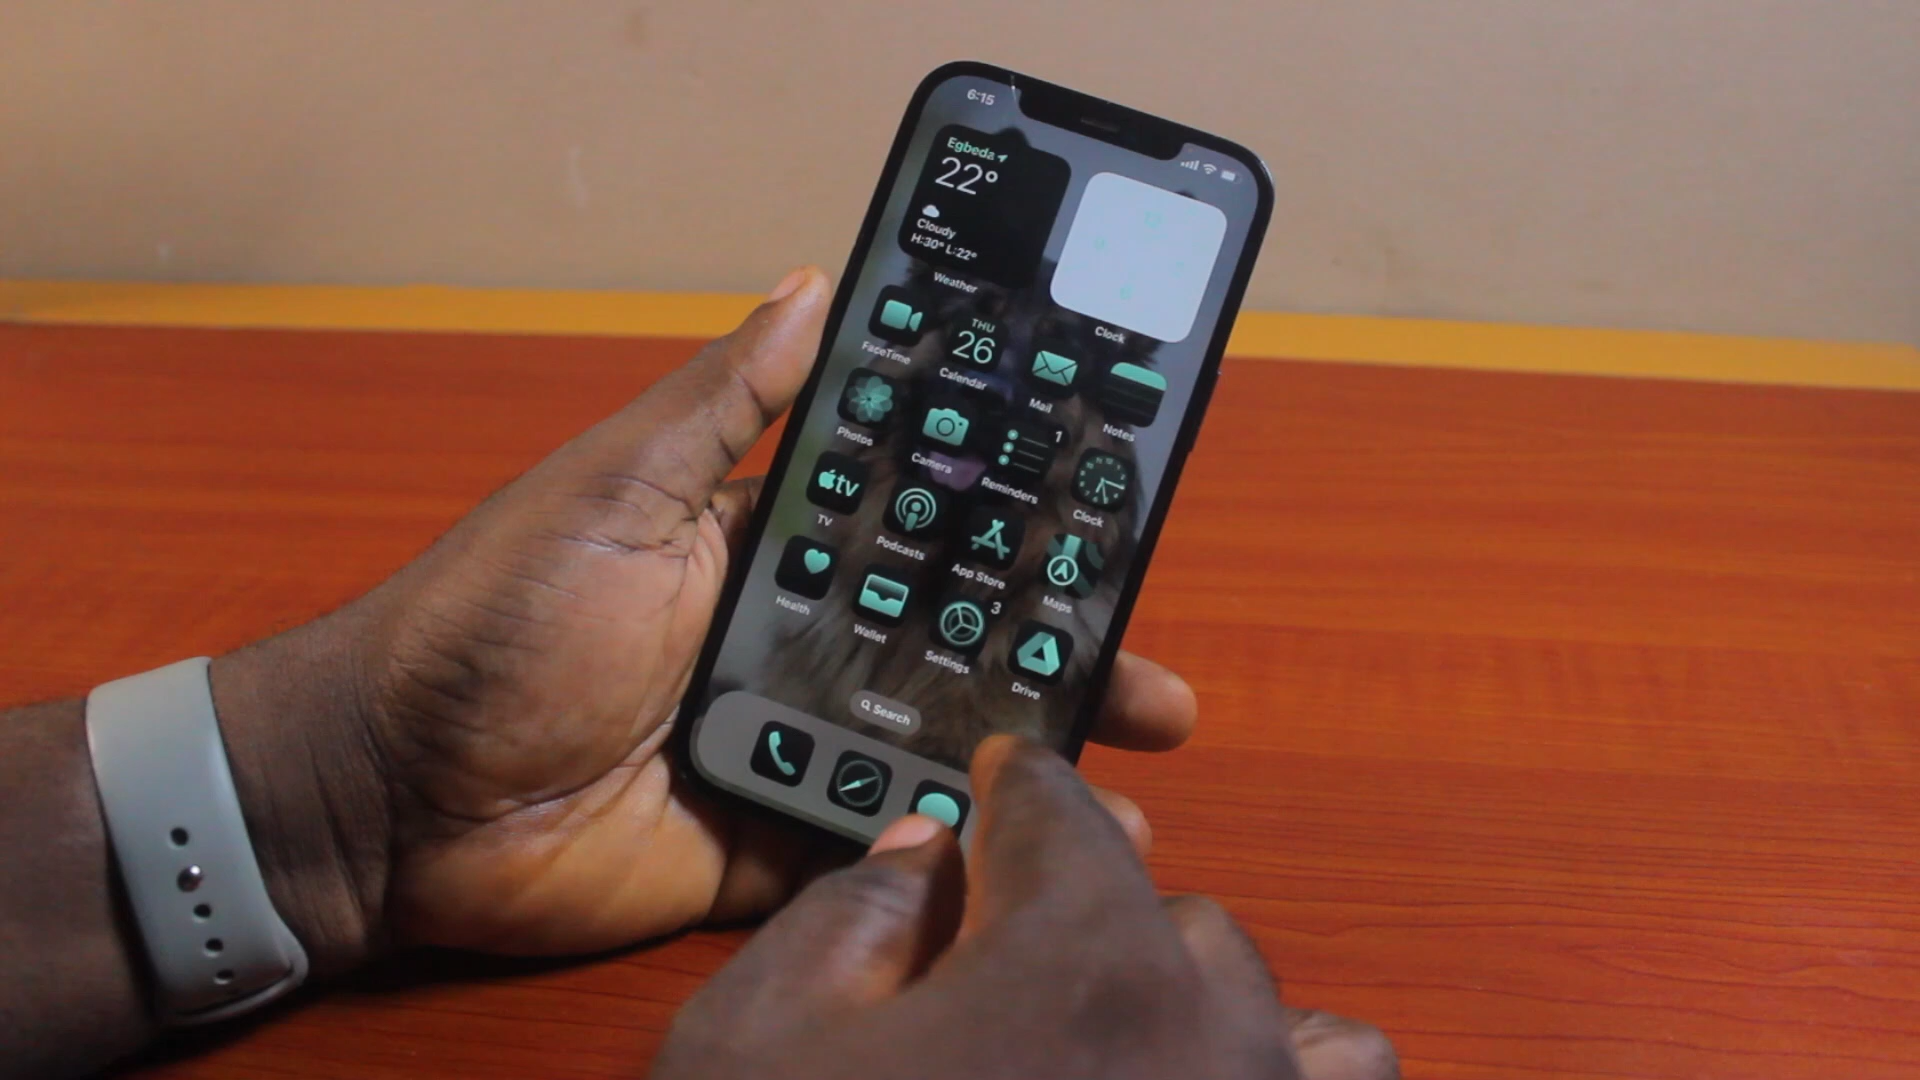 6:15
Egbeda
22°
Cloudy
H:30° L:22°
Weather
Clock
FaceTime
THU
26
Calendar
Mail
Notes
Photos
Camera
1
Reminders
Clock
tv
TV
Podcasts
App Store
Maps
Health
Wallet
3
Settings
Drive
Search